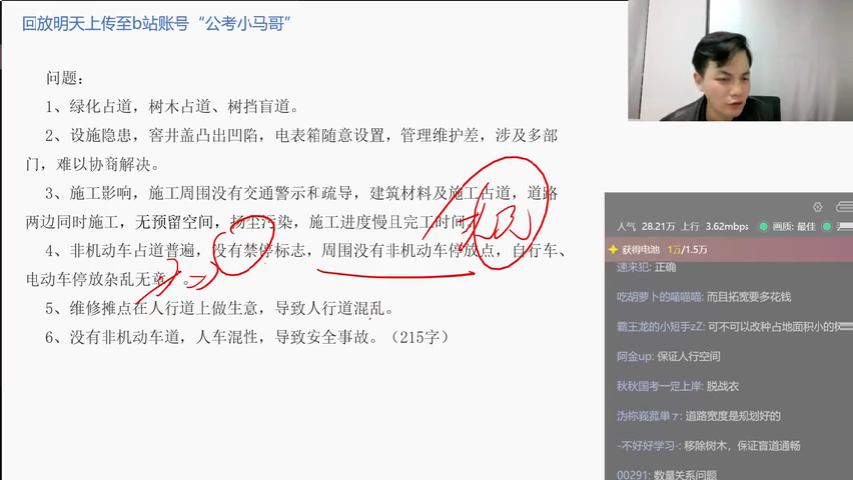 回放明天上传至b站账号“公考小马哥”
问题：
1、绿化占道，树木占道、树挡盲道。
2、设施隐患，窖井盖凸出凹陷，电表箱随意设置，管理维护差，涉及多部
门，难以协商解决。
3、施工影响，施工周围没有交通警示和疏导，建筑材料及施工占道，道路
两边同时施工，无预留空间，扬尘污染，施工进度慢且完工时间
4、非机动车占道普遍，没有禁停标志，周围没有非机动车停放点，自行车、
电动车停放杂乱无章。
5、维修摊点在人行道上做生意，导致人行道混乱。
6、没有非机动车道，人车混性，导致安全事故。（215字）
人气 28.21万 上行 3.62mbps 画质: 最佳
获得电池 1万/1.5万
速来犯: 正确
吃胡萝卜的喵喵喵: 而且拓宽要多花钱
霸王龙的小短手zZ: 可不可以改种占地面积小的树
阿金up: 保证人行空间
秋秋国考一定上岸: 脱战衣
道路宽度是规划好的
-不好好学习-: 移除树木，保证盲道通畅
00291: 数量关系问题